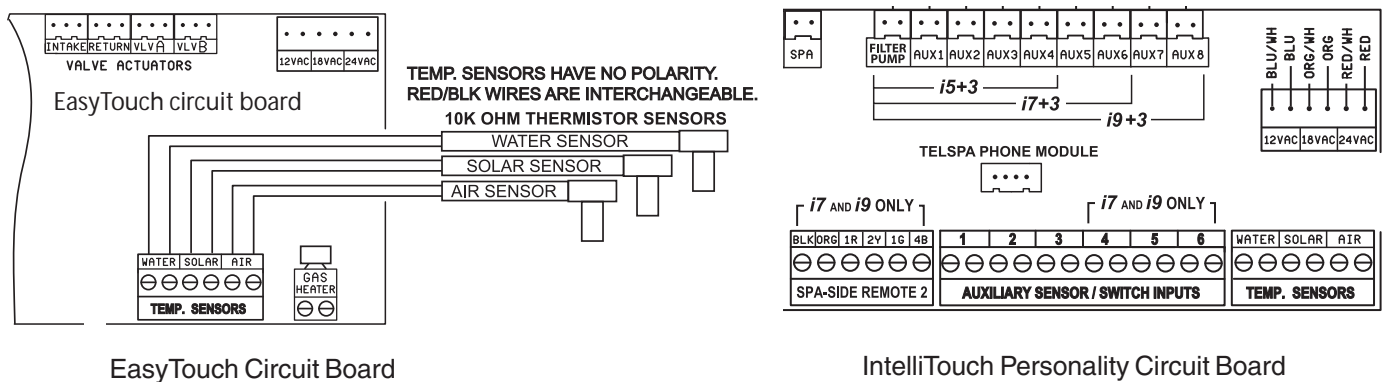 INTAKE RETURN VLV A VLV B
VALVE ACTUATORS
12VAC 18VAC 24VAC
EasyTouch circuit board
TEMP. SENSORS HAVE NO POLARITY.
RED/BLK WIRES ARE INTERCHANGEABLE.
10K OHM THERMISTOR SENSORS
WATER SENSOR
SOLAR SENSOR
AIR SENSOR
WATER SOLAR AIR
TEMP. SENSORS
GAS
HEATER
EasyTouch Circuit Board
SPA
FILTER
PUMP
AUX1 AUX2 AUX3 AUX4 AUX5 AUX6 AUX7 AUX8
i5+3
i7+3
i9+3
BLU/WH
BLU
ORG/WH
ORG
RED/WH
RED
12VAC 18VAC 24VAC
TELSPA PHONE MODULE
i7 AND i9 ONLY
i7 AND i9 ONLY
BLK ORG 1R 2Y 1G 4B
1 2 3 4 5 6
WATER SOLAR AIR
SPA-SIDE REMOTE 2
AUXILIARY SENSOR / SWITCH INPUTS
TEMP. SENSORS
IntelliTouch Personality Circuit Board